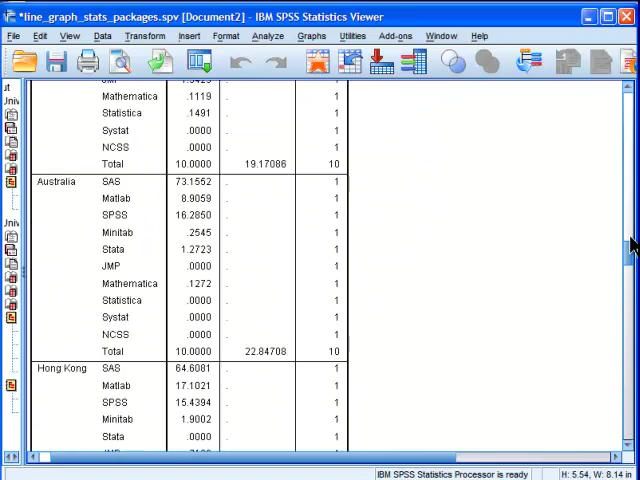 *line_graph_stats_packages.spv [Document2] - IBM SPSS Statistics Viewer
File Edit View Data Transform Insert Format Analyze Graphs Utilities Add-ons Window Help
Mathematica .1119 . 1
Statistica .1491 . 1
Systat .0000 . 1
NCSS .0000 . 1
Total 10.0000 19.17086 10
Australia SAS 73.1552 . 1
Matlab 8.9059 . 1
SPSS 16.2850 . 1
Minitab .2545 . 1
Stata 1.2723 . 1
JMP .0000 . 1
Mathematica .1272 . 1
Statistica .0000 . 1
Systat .0000 . 1
NCSS .0000 . 1
Total 10.0000 22.84708 10
Hong Kong SAS 64.6081 . 1
Matlab 17.1021 . 1
SPSS 15.4394 . 1
Minitab 1.9002 . 1
Stata .0000 . 1
IBM SPSS Statistics Processor is ready H: 5.54, W: 8.14 in